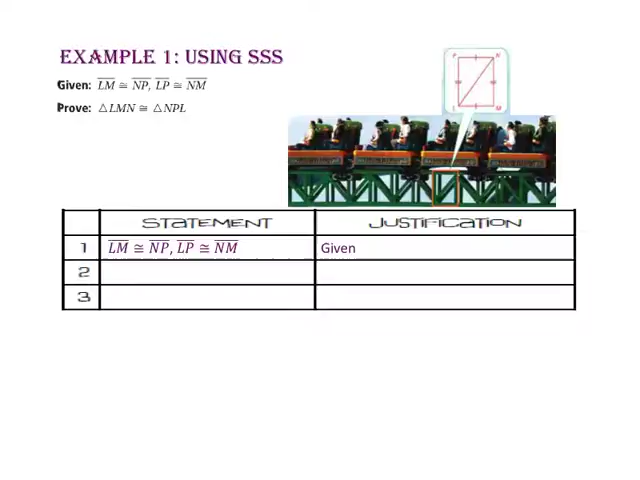 EXAMPLE 1: USING SSS
Given: LM ≅ NP, LP ≅ NM
Prove: △LMN ≅ △NPL
P N
L M
STATEMENT JUSTIFICATION
1 LM ≅ NP, LP ≅ NM Given
2
3